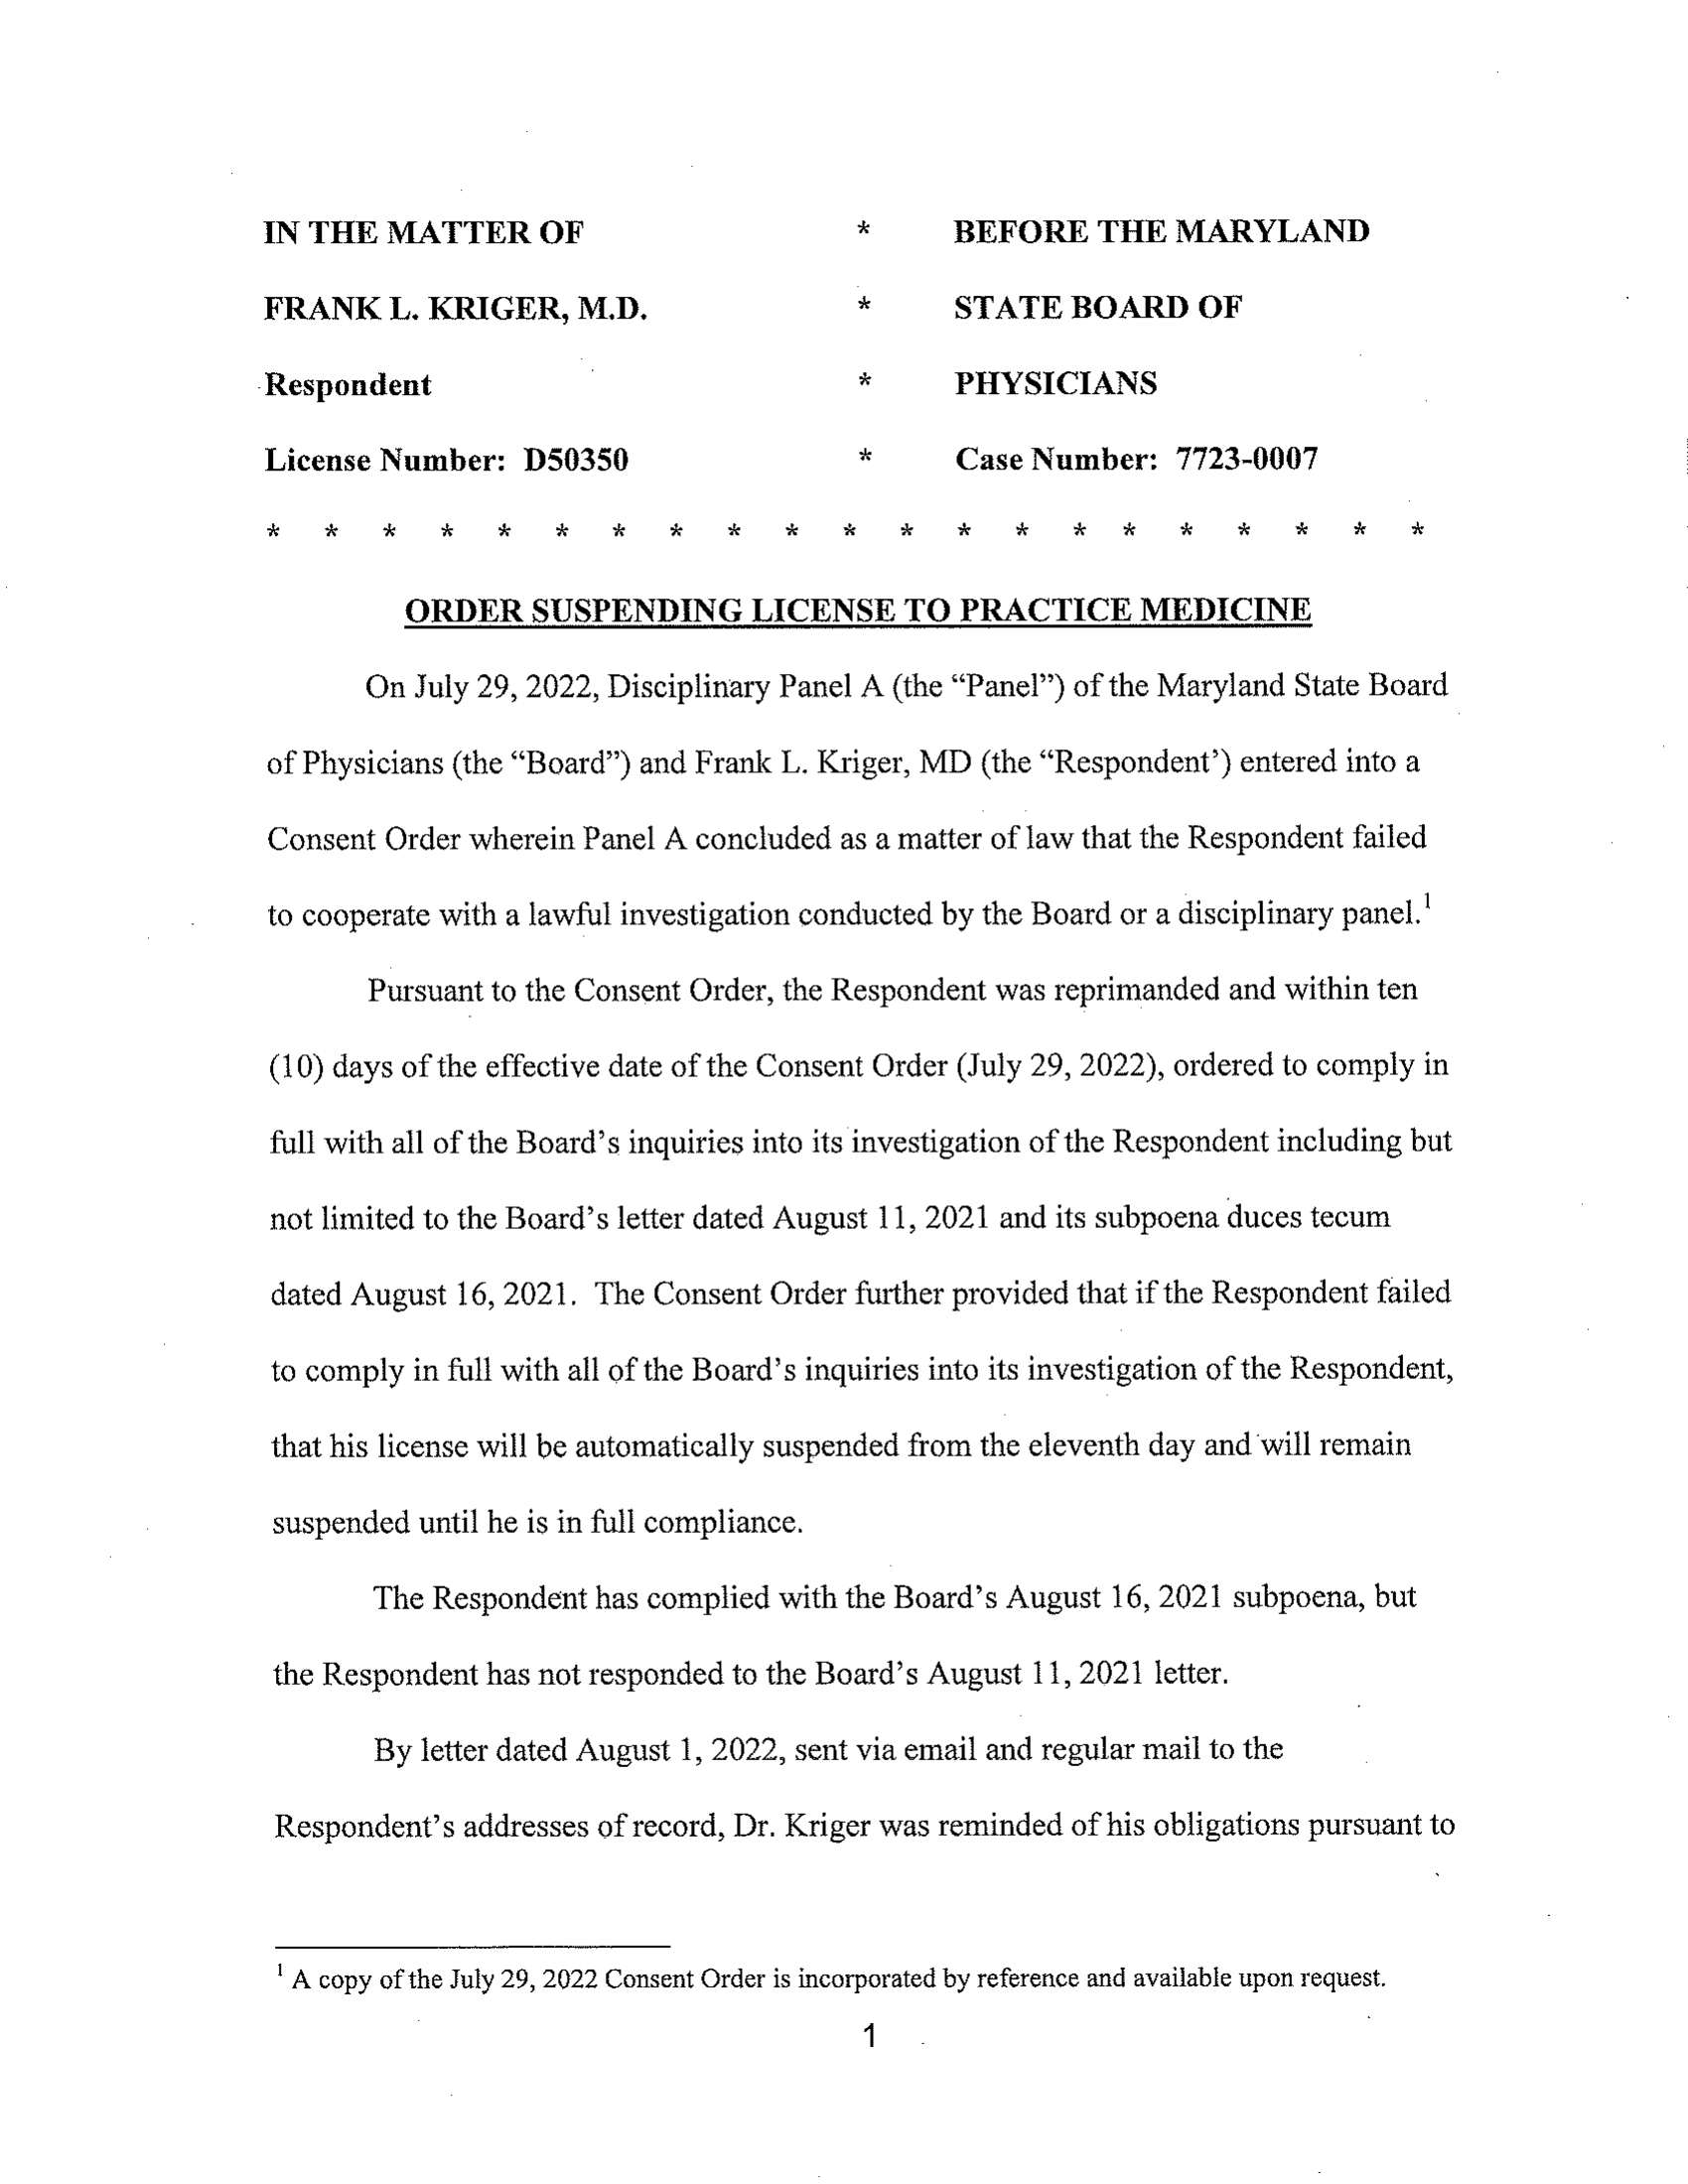 IN THE MATTER OF * BEFORE THE MARYLAND
FRANK L. KRIGER, M.D. * STATE BOARD OF
Respondent * PHYSICIANS
License Number: D50350 * Case Number: 7723-0007
* * * * * * * * * * * * * * * * * * * * *
ORDER SUSPENDING LICENSE TO PRACTICE MEDICINE
On July 29, 2022, Disciplinary Panel A (the “Panel”) of the Maryland State Board
of Physicians (the “Board”) and Frank L. Kriger, MD (the “Respondent’) entered into a
Consent Order wherein Panel A concluded as a matter of law that the Respondent failed
to cooperate with a lawful investigation conducted by the Board or a disciplinary panel.¹
Pursuant to the Consent Order, the Respondent was reprimanded and within ten
(10) days of the effective date of the Consent Order (July 29, 2022), ordered to comply in
full with all of the Board’s inquiries into its investigation of the Respondent including but
not limited to the Board’s letter dated August 11, 2021 and its subpoena duces tecum
dated August 16, 2021. The Consent Order further provided that if the Respondent failed
to comply in full with all of the Board’s inquiries into its investigation of the Respondent,
that his license will be automatically suspended from the eleventh day and will remain
suspended until he is in full compliance.
The Respondent has complied with the Board’s August 16, 2021 subpoena, but
the Respondent has not responded to the Board’s August 11, 2021 letter.
By letter dated August 1, 2022, sent via email and regular mail to the
Respondent’s addresses of record, Dr. Kriger was reminded of his obligations pursuant to
¹ A copy of the July 29, 2022 Consent Order is incorporated by reference and available upon request.
1